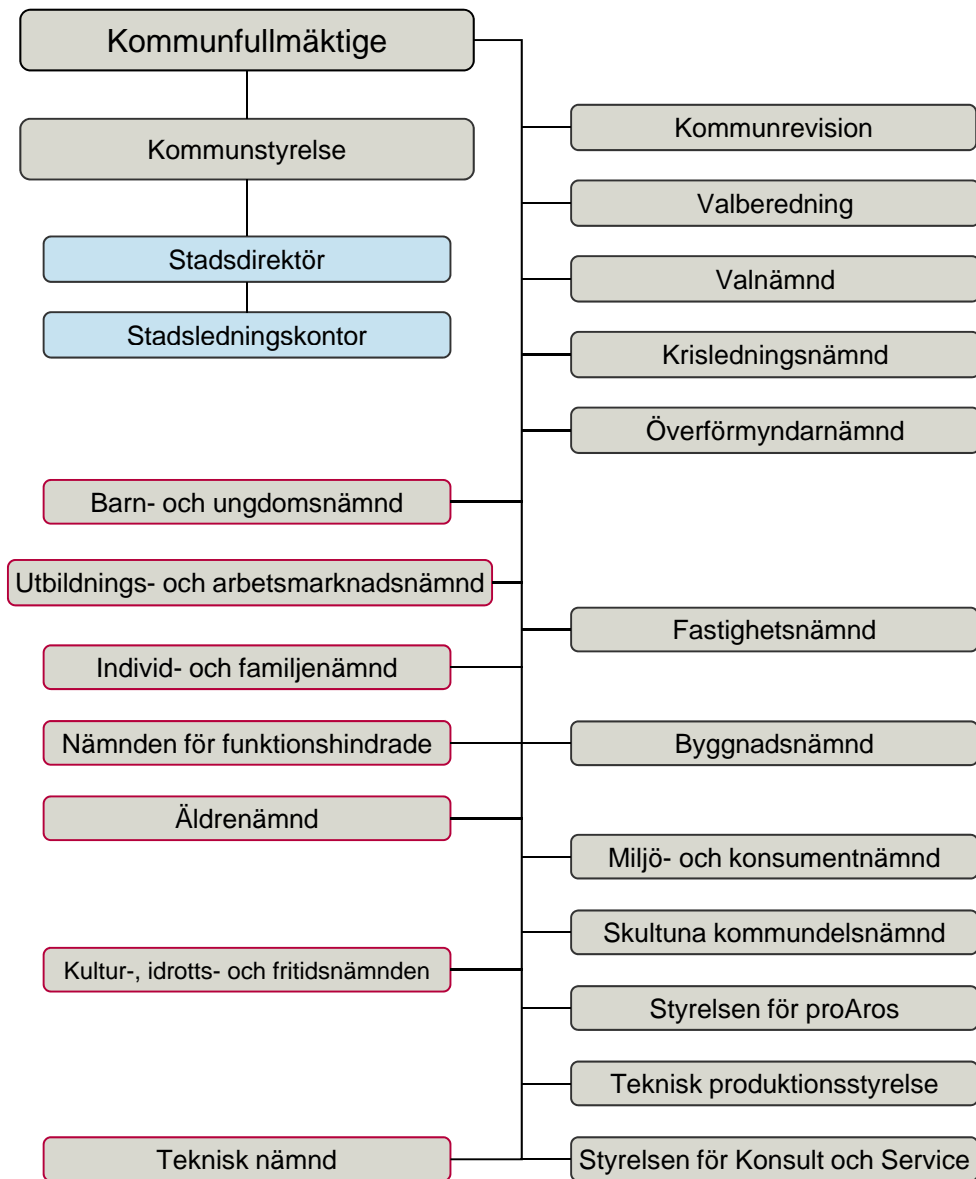 Kommunfullmäktige
Kommunstyrelse
Stadsdirektör
Stadsledningskontor
Kommunrevision
Valberedning
Valnämnd
Krisledningsnämnd
Överförmyndarnämnd
Barn- och ungdomsnämnd
Utbildnings- och arbetsmarknadsnämnd
Individ- och familjenämnd
Nämnden för funktionshindrade
Äldrenämnd
Kultur-, idrotts- och fritidsnämnden
Teknisk nämnd
Fastighetsnämnd
Byggnadsnämnd
Miljö- och konsumentnämnd
Skultuna kommundelsnämnd
Styrelsen för proAros
Teknisk produktionsstyrelse
Styrelsen för Konsult och Service